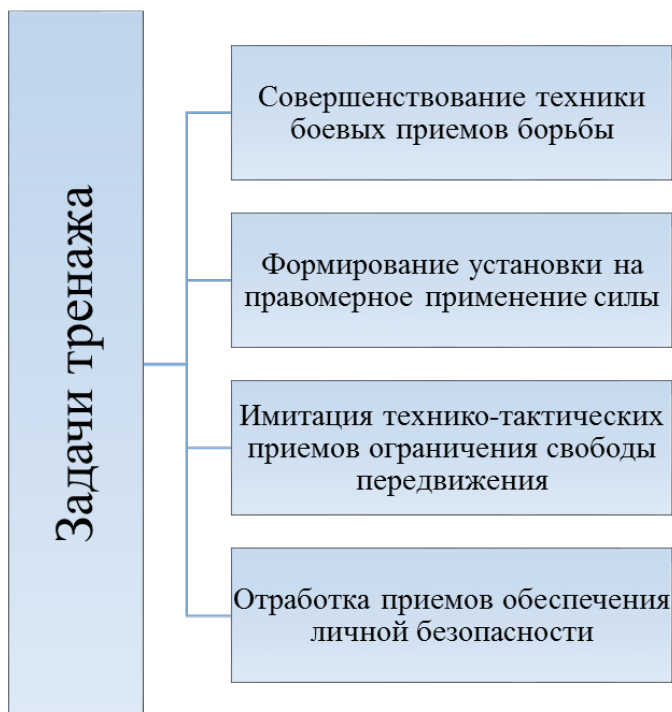 Задачи тренажа
Совершенствование техники
боевых приемов борьбы
Формирование установки на
правомерное применение силы
Имитация технико-тактических
приемов ограничения свободы
передвижения
Отработка приемов обеспечения
личной безопасности